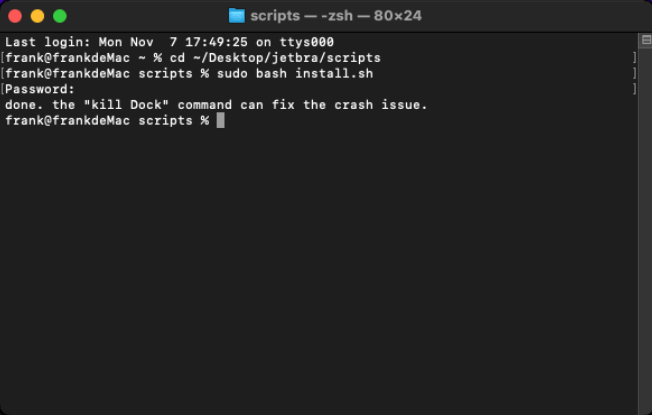 scripts — -zsh — 80×24
Last login: Mon Nov  7 17:49:25 on ttys000
[frank@frankdeMac ~ % cd ~/Desktop/jetbra/scripts ]
[frank@frankdeMac scripts % sudo bash install.sh ]
[Password: ]
done. the "kill Dock" command can fix the crash issue.
frank@frankdeMac scripts %